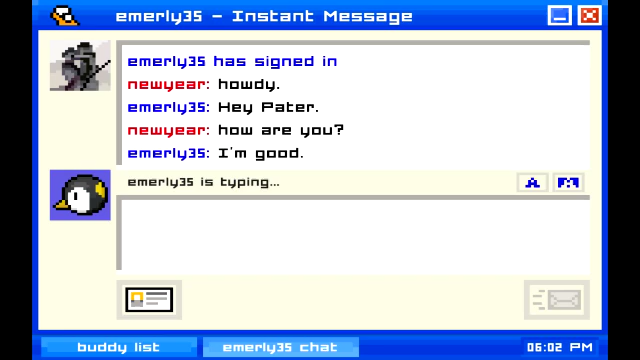 emerly35 - Instant Message
emerly35 has signed in
newyear: howdy.
emerly35: Hey Pater.
newyear: how are you?
emerly35: I'm good.
emerly35 is typing...
A
buddy list
emerly35 chat
06:02 PM